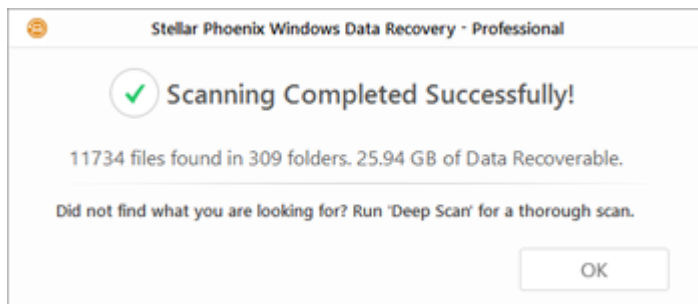 Stellar Phoenix Windows Data Recovery - Professional
Scanning Completed Successfully!
11734 files found in 309 folders. 25.94 GB of Data Recoverable.
Did not find what you are looking for? Run 'Deep Scan' for a thorough scan.
OK